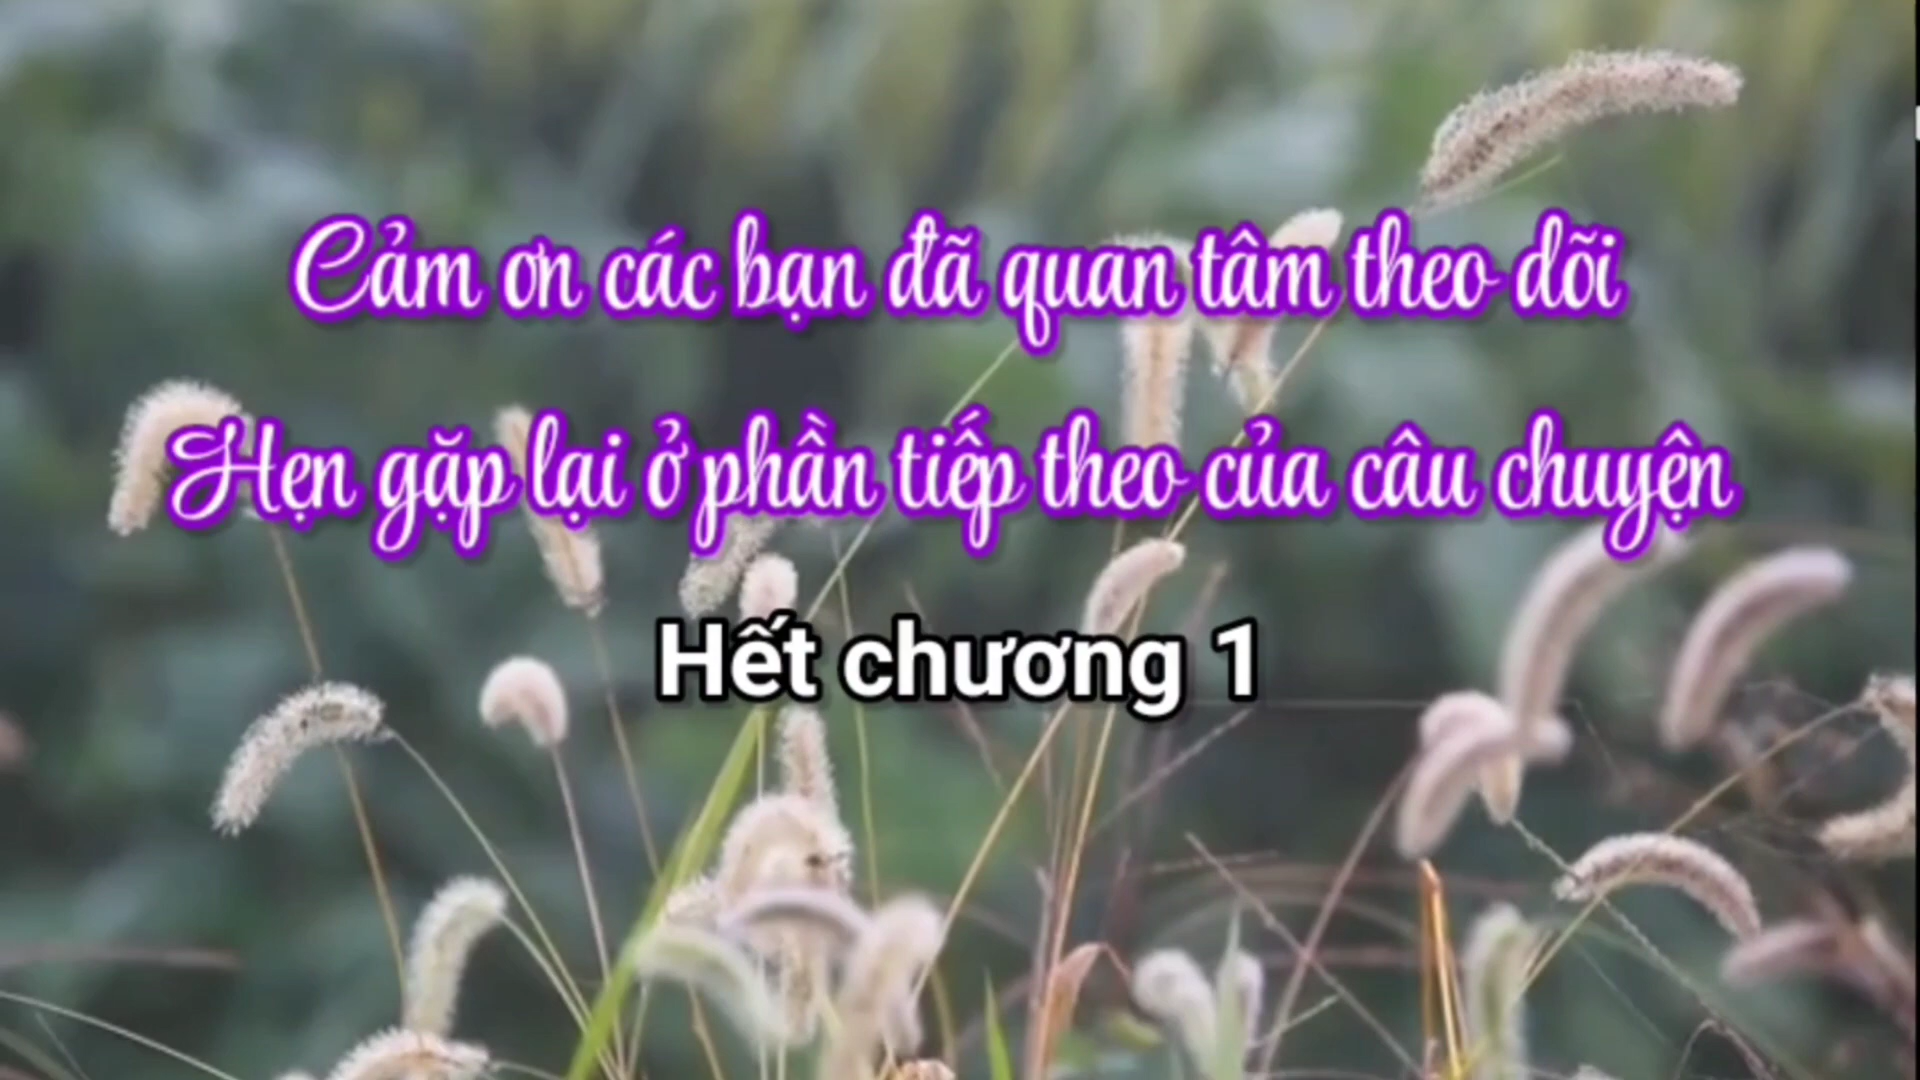 Cảm ơn các bạn đã quan tâm theo dõi
Hẹn gặp lại ở phần tiếp theo của câu chuyện
Hết chương 1